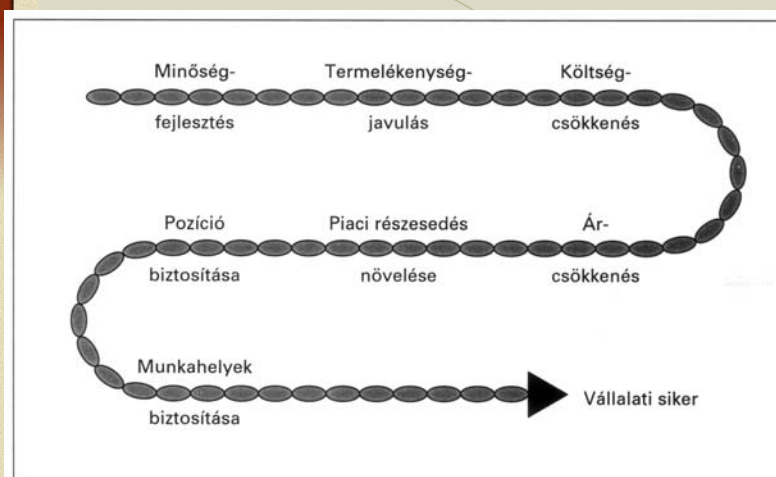 Minőség- Termelékenység- Költség-
fejlesztés javulás csökkenés
Pozíció Piaci részesedés Ár-
biztosítása növelése csökkenés
Munkahelyek
biztosítása
Vállalati siker